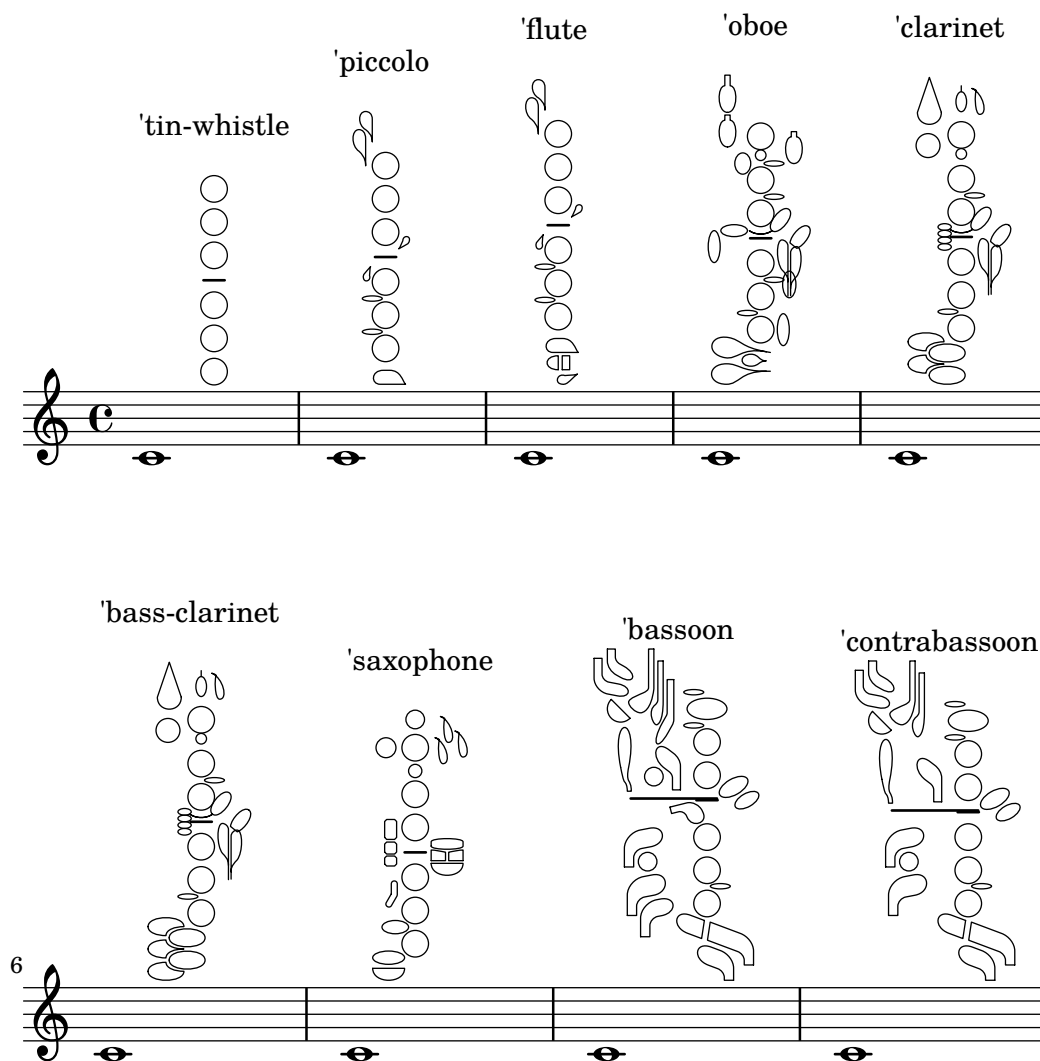 'tin-whistle
'piccolo
'flute
'oboe
'clarinet
'bass-clarinet
'saxophone
'bassoon
'contrabassoon
6